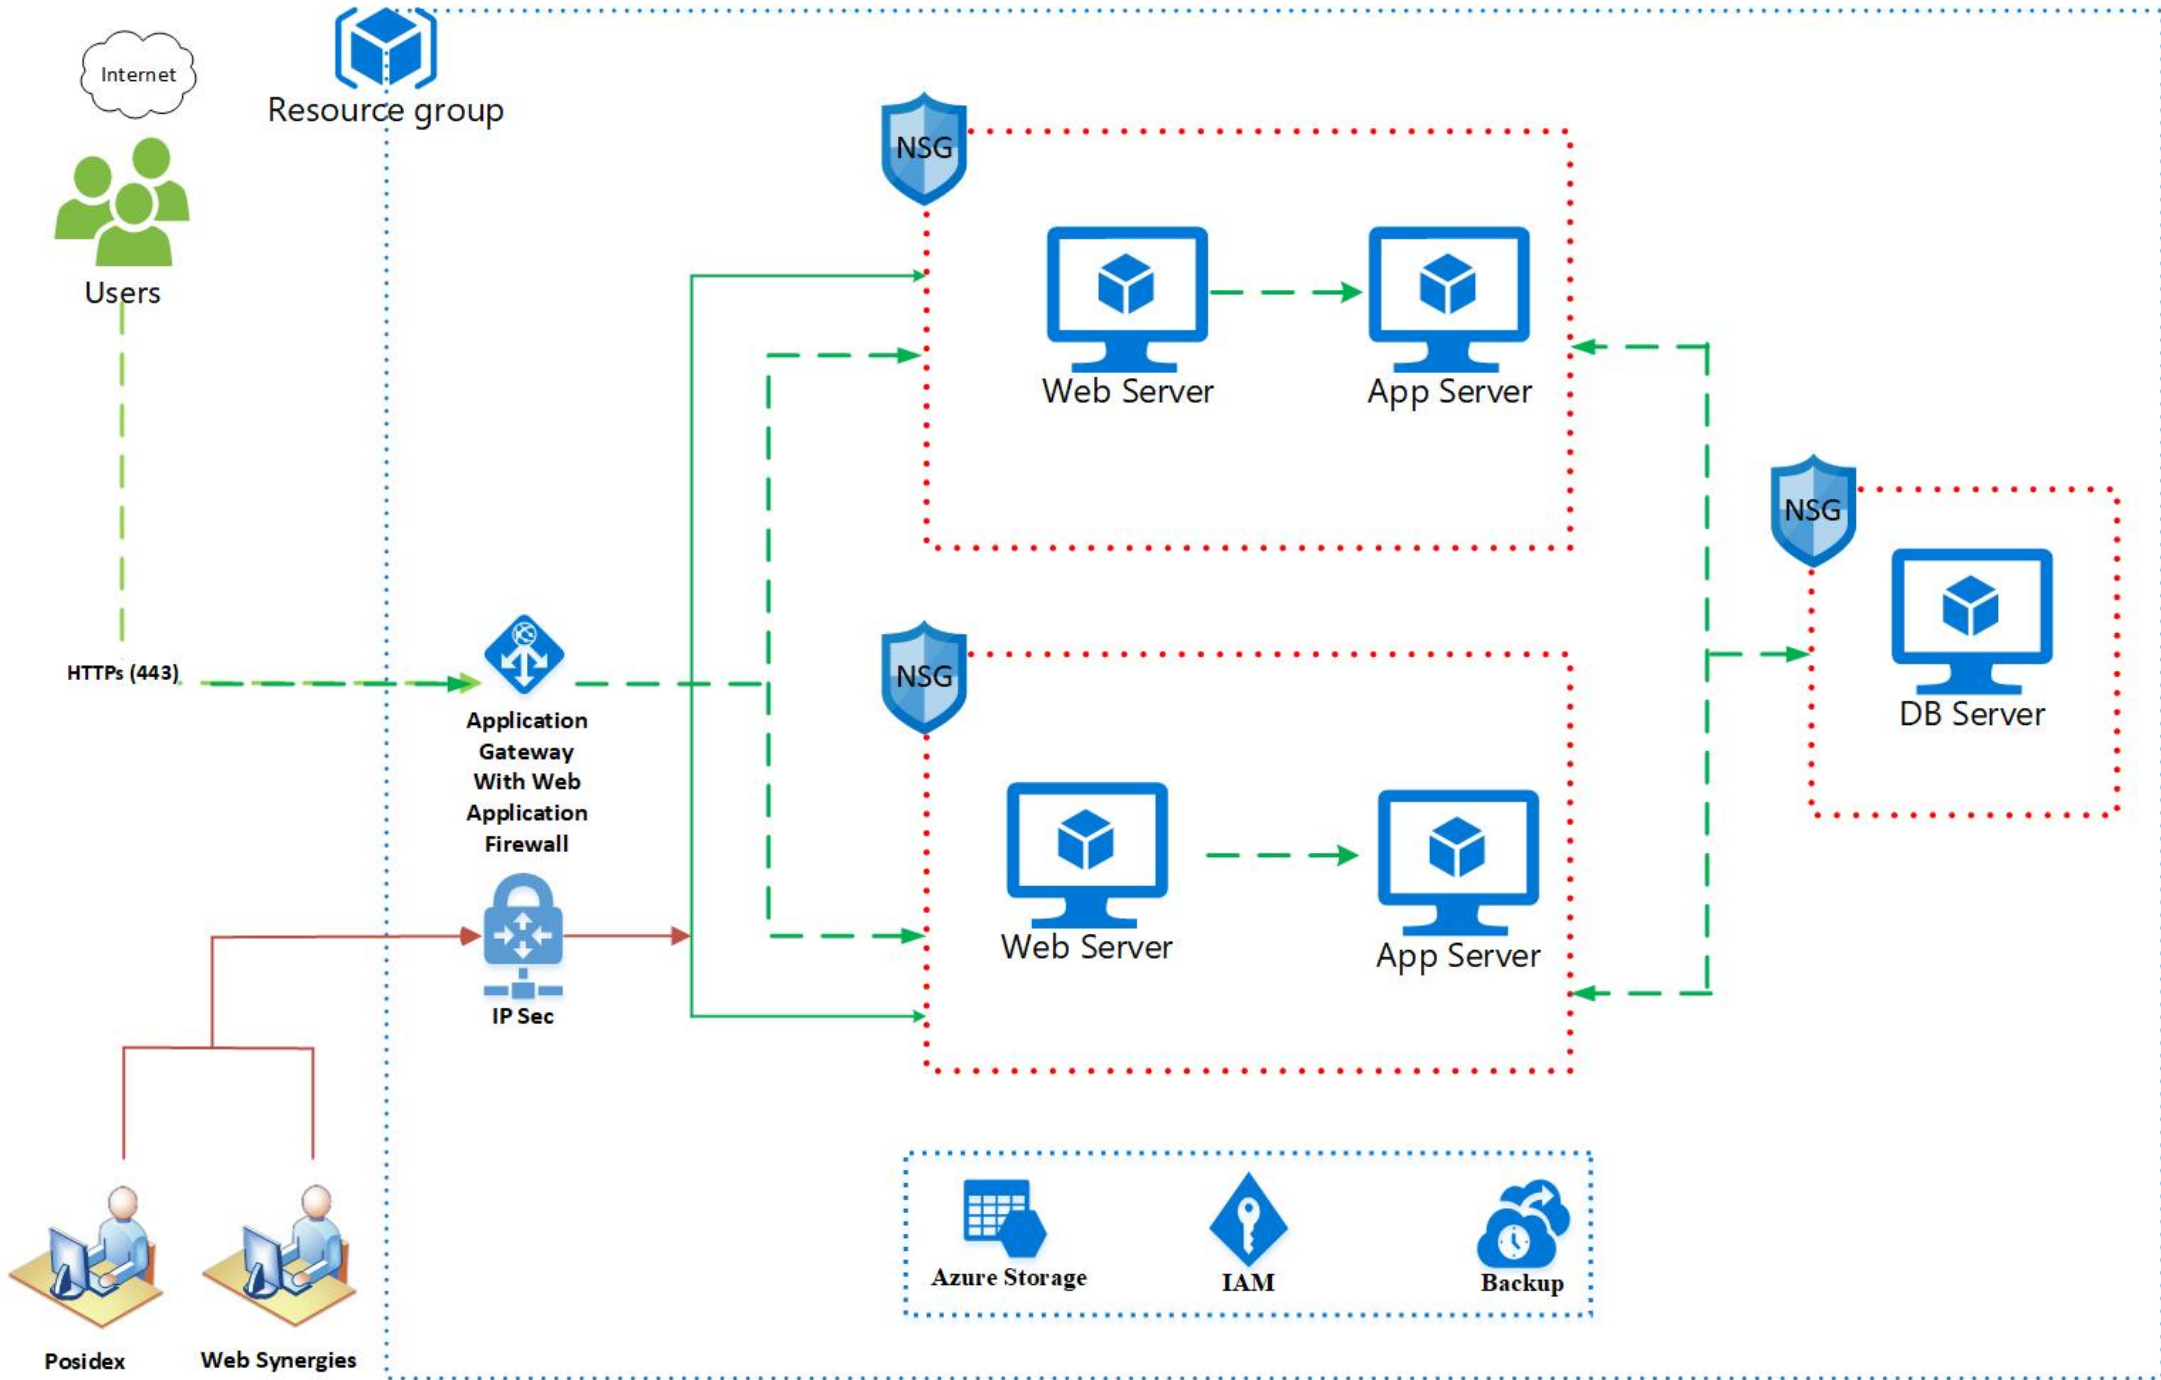 Internet
Resource group
Users
NSG
Web Server
App Server
HTTPs (443)
Application
Gateway
With Web
Application
Firewall
IP Sec
NSG
Web Server
App Server
NSG
DB Server
Azure Storage
IAM
Backup
Posidex
Web Synergies